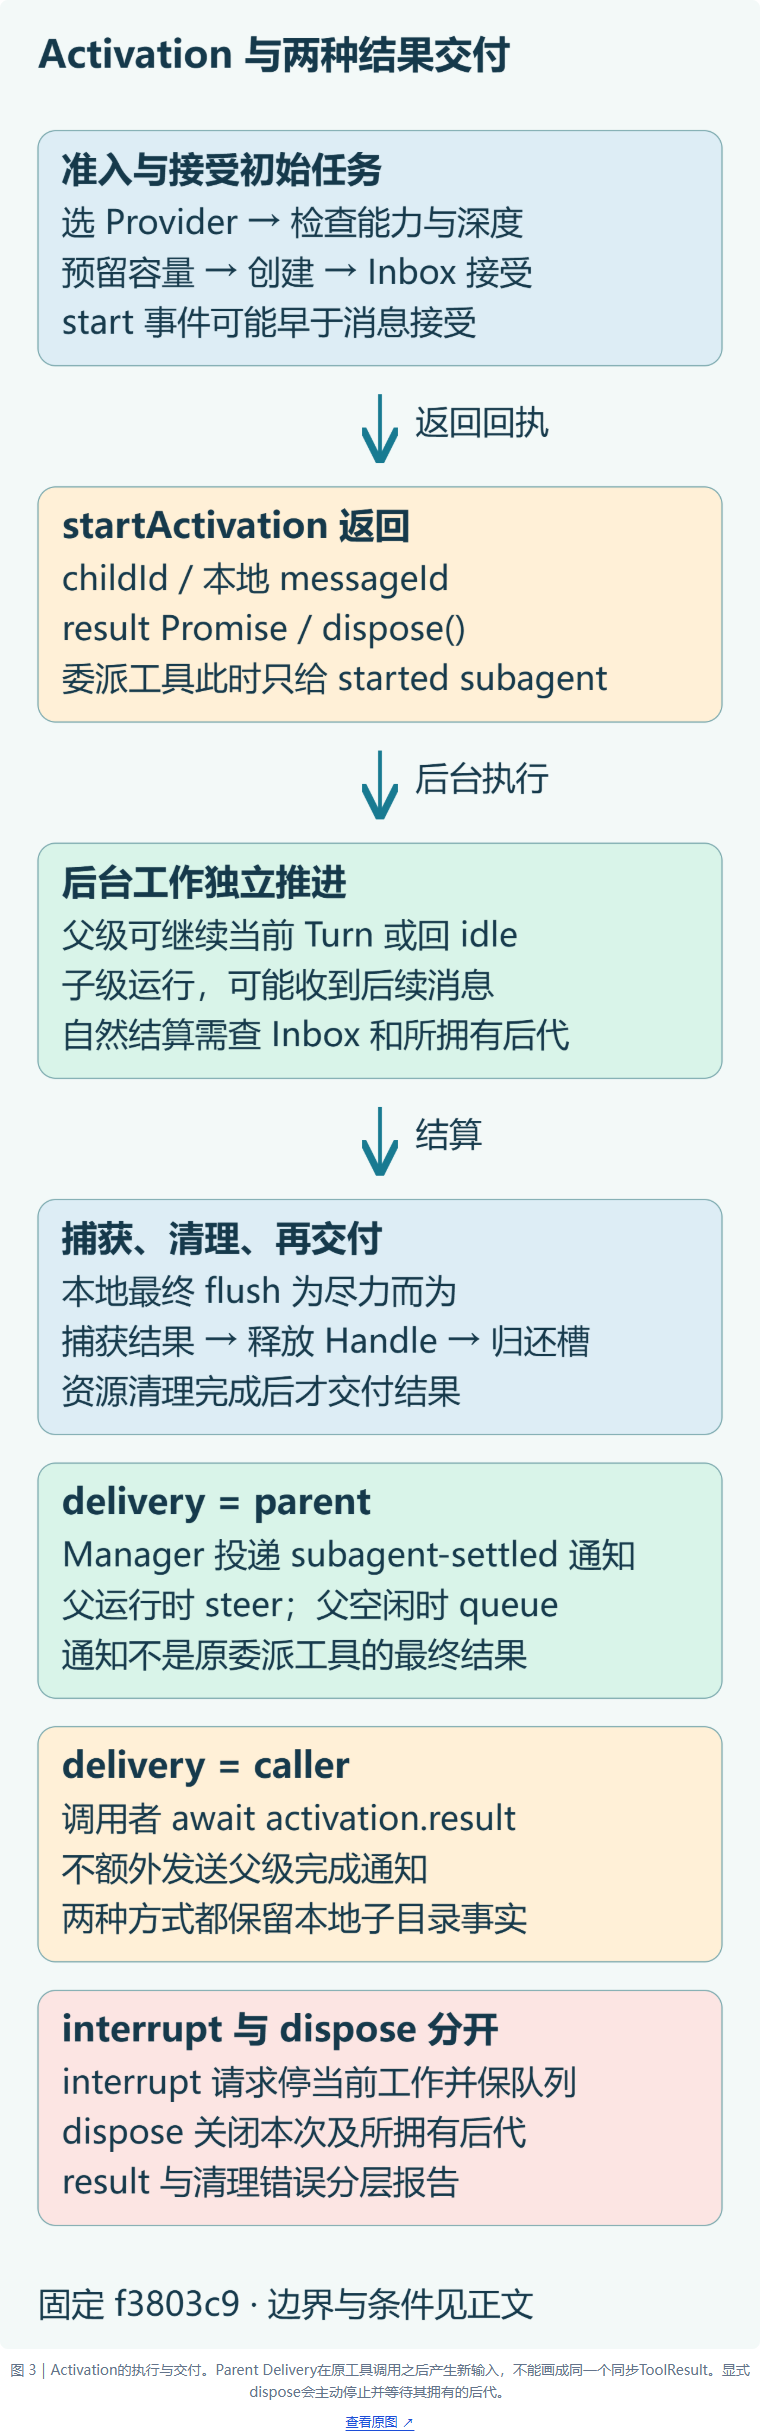 Activation 与两种结果交付
准入与接受初始任务
选 Provider → 检查能力与深度
预留容量 → 创建 → Inbox 接受
start 事件可能早于消息接受
返回回执
startActivation 返回
childId / 本地 messageId
result Promise / dispose()
委派工具此时只给 started subagent
后台执行
后台工作独立推进
父级可继续当前 Turn 或回 idle
子级运行，可能收到后续消息
自然结算需查 Inbox 和所拥有后代
结算
捕获、清理、再交付
本地最终 flush 为尽力而为
捕获结果 → 释放 Handle → 归还槽
资源清理完成后才交付结果
delivery = parent
Manager 投递 subagent-settled 通知
父运行时 steer；父空闲时 queue
通知不是原委派工具的最终结果
delivery = caller
调用者 await activation.result
不额外发送父级完成通知
两种方式都保留本地子目录事实
interrupt 与 dispose 分开
interrupt 请求停当前工作并保队列
dispose 关闭本次及所拥有后代
result 与清理错误分层报告
固定 f3803c9 · 边界与条件见正文
图 3｜Activation的执行与交付。Parent Delivery在原工具调用之后产生新输入，不能画成同一个同步ToolResult。显式
dispose会主动停止并等待其拥有的后代。
查看原图 ↗